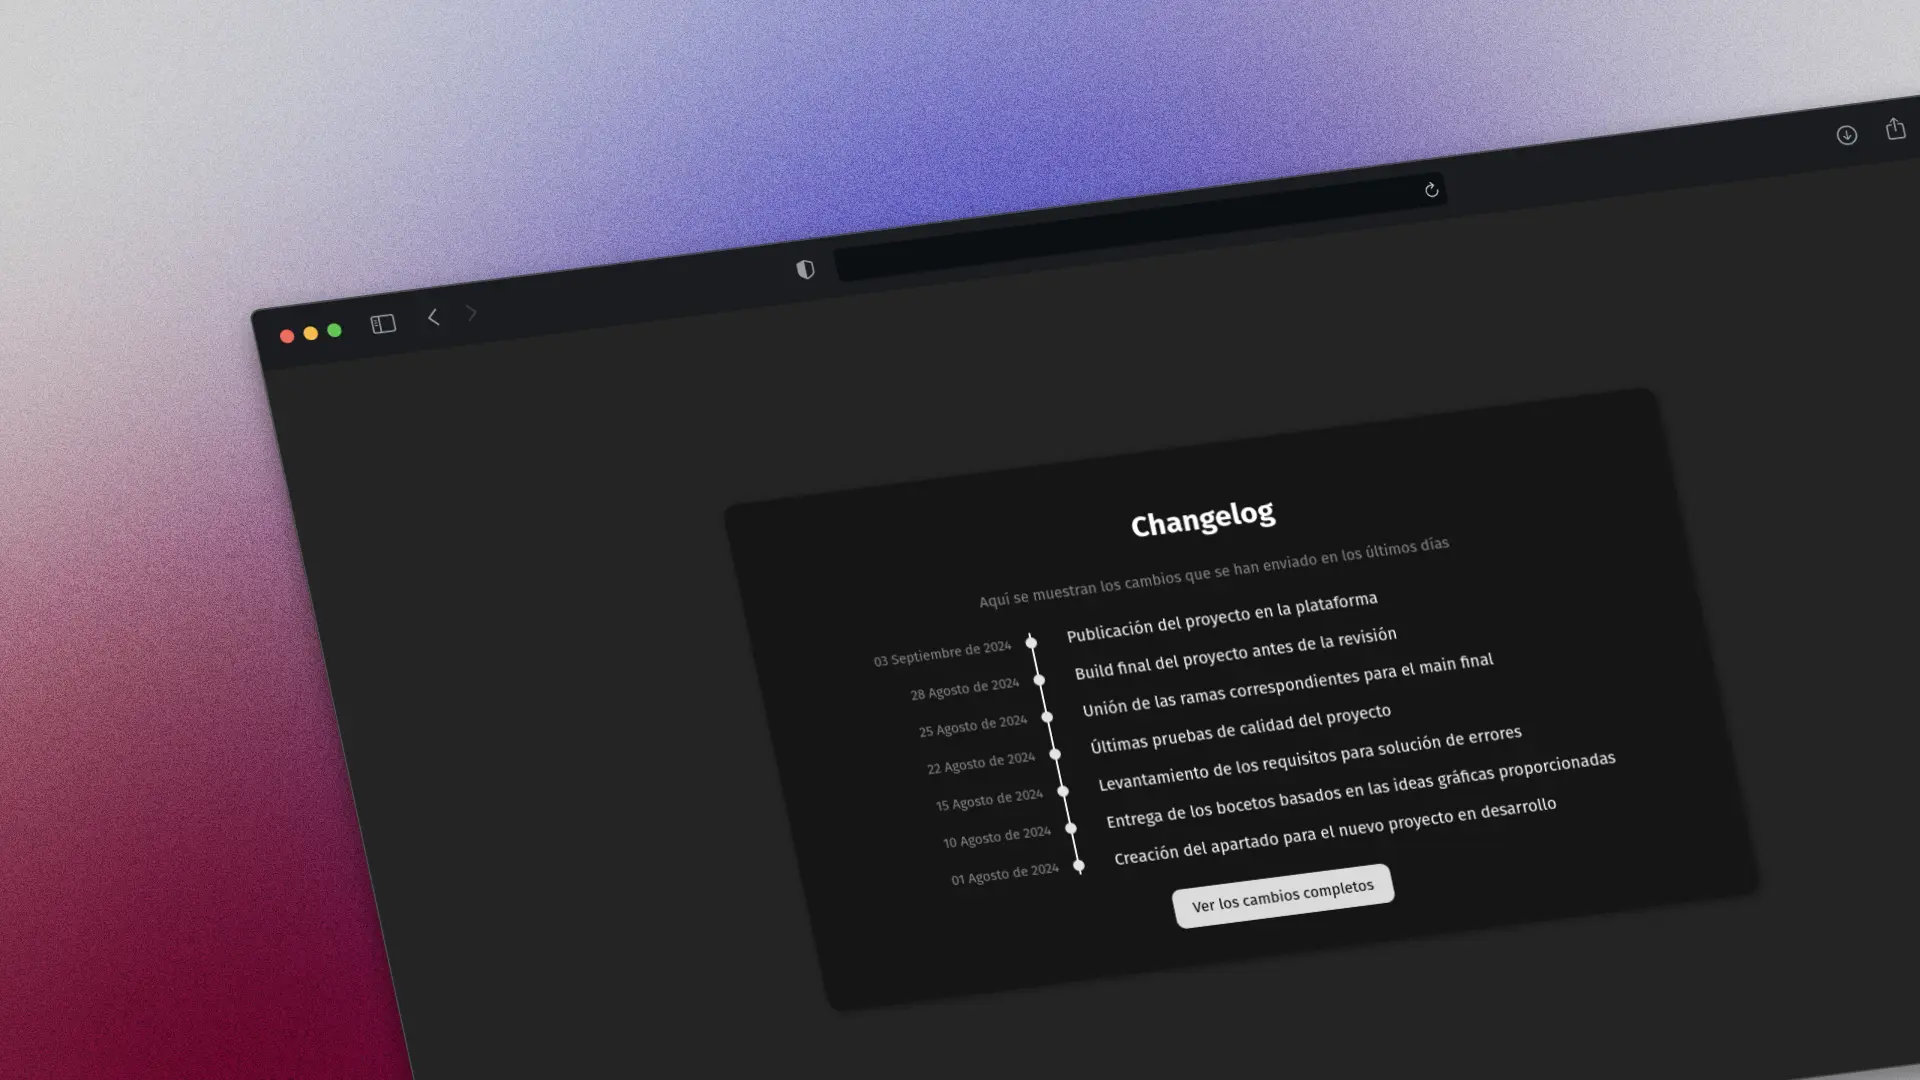 Changelog
Aquí se muestran los cambios que se han enviado en los últimos días
03 Septiembre de 2024 Publicación del proyecto en la plataforma
28 Agosto de 2024 Build final del proyecto antes de la revisión
25 Agosto de 2024 Unión de las ramas correspondientes para el main final
22 Agosto de 2024 Últimas pruebas de calidad del proyecto
15 Agosto de 2024 Levantamiento de los requisitos para solución de errores
10 Agosto de 2024 Entrega de los bocetos basados en las ideas gráficas proporcionadas
01 Agosto de 2024 Creación del apartado para el nuevo proyecto en desarrollo
Ver los cambios completos